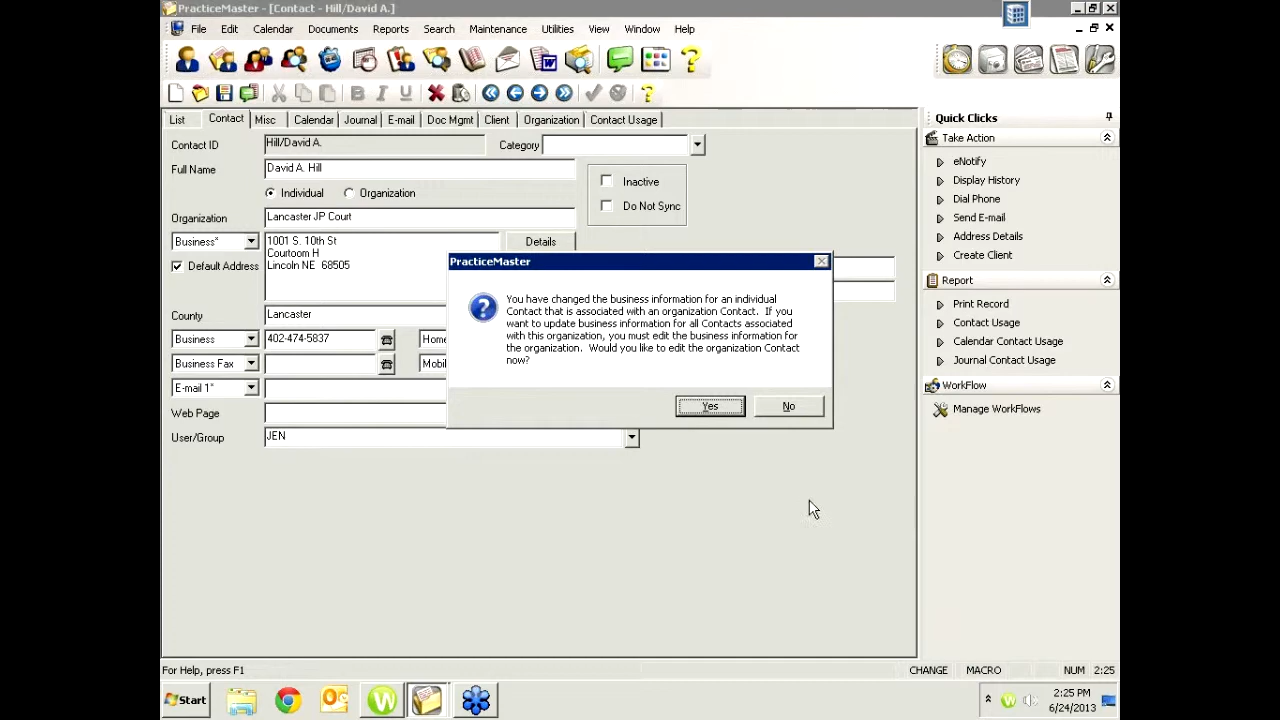 PracticeMaster - [Contact - Hill/David A.]
File Edit Calendar Documents Reports Search Maintenance Utilities View Window Help
List Contact Misc Calendar Journal E-mail Doc Mgmt Client Organization Contact Usage
Contact ID Hill/David A. Category
Full Name David A. Hill
Inactive
Individual Organization
Do Not Sync
Organization Lancaster JP Court
Business* 1001 S. 10th St Details
Courtoom H
Default Address Lincoln NE 68505
County Lancaster
Business 402-474-5837 Home
Business Fax Mobil
E-mail 1*
Web Page
User/Group JEN
PracticeMaster
You have changed the business information for an individual
Contact that is associated with an organization Contact. If you
want to update business information for all Contacts associated
with this organization, you must edit the business information for
the organization. Would you like to edit the organization Contact
now?
Yes No
Quick Clicks
Take Action
eNotify
Display History
Dial Phone
Send E-mail
Address Details
Create Client
Report
Print Record
Contact Usage
Calendar Contact Usage
Journal Contact Usage
WorkFlow
Manage WorkFlows
For Help, press F1 CHANGE MACRO NUM 2:25
Start
2:25 PM
6/24/2013